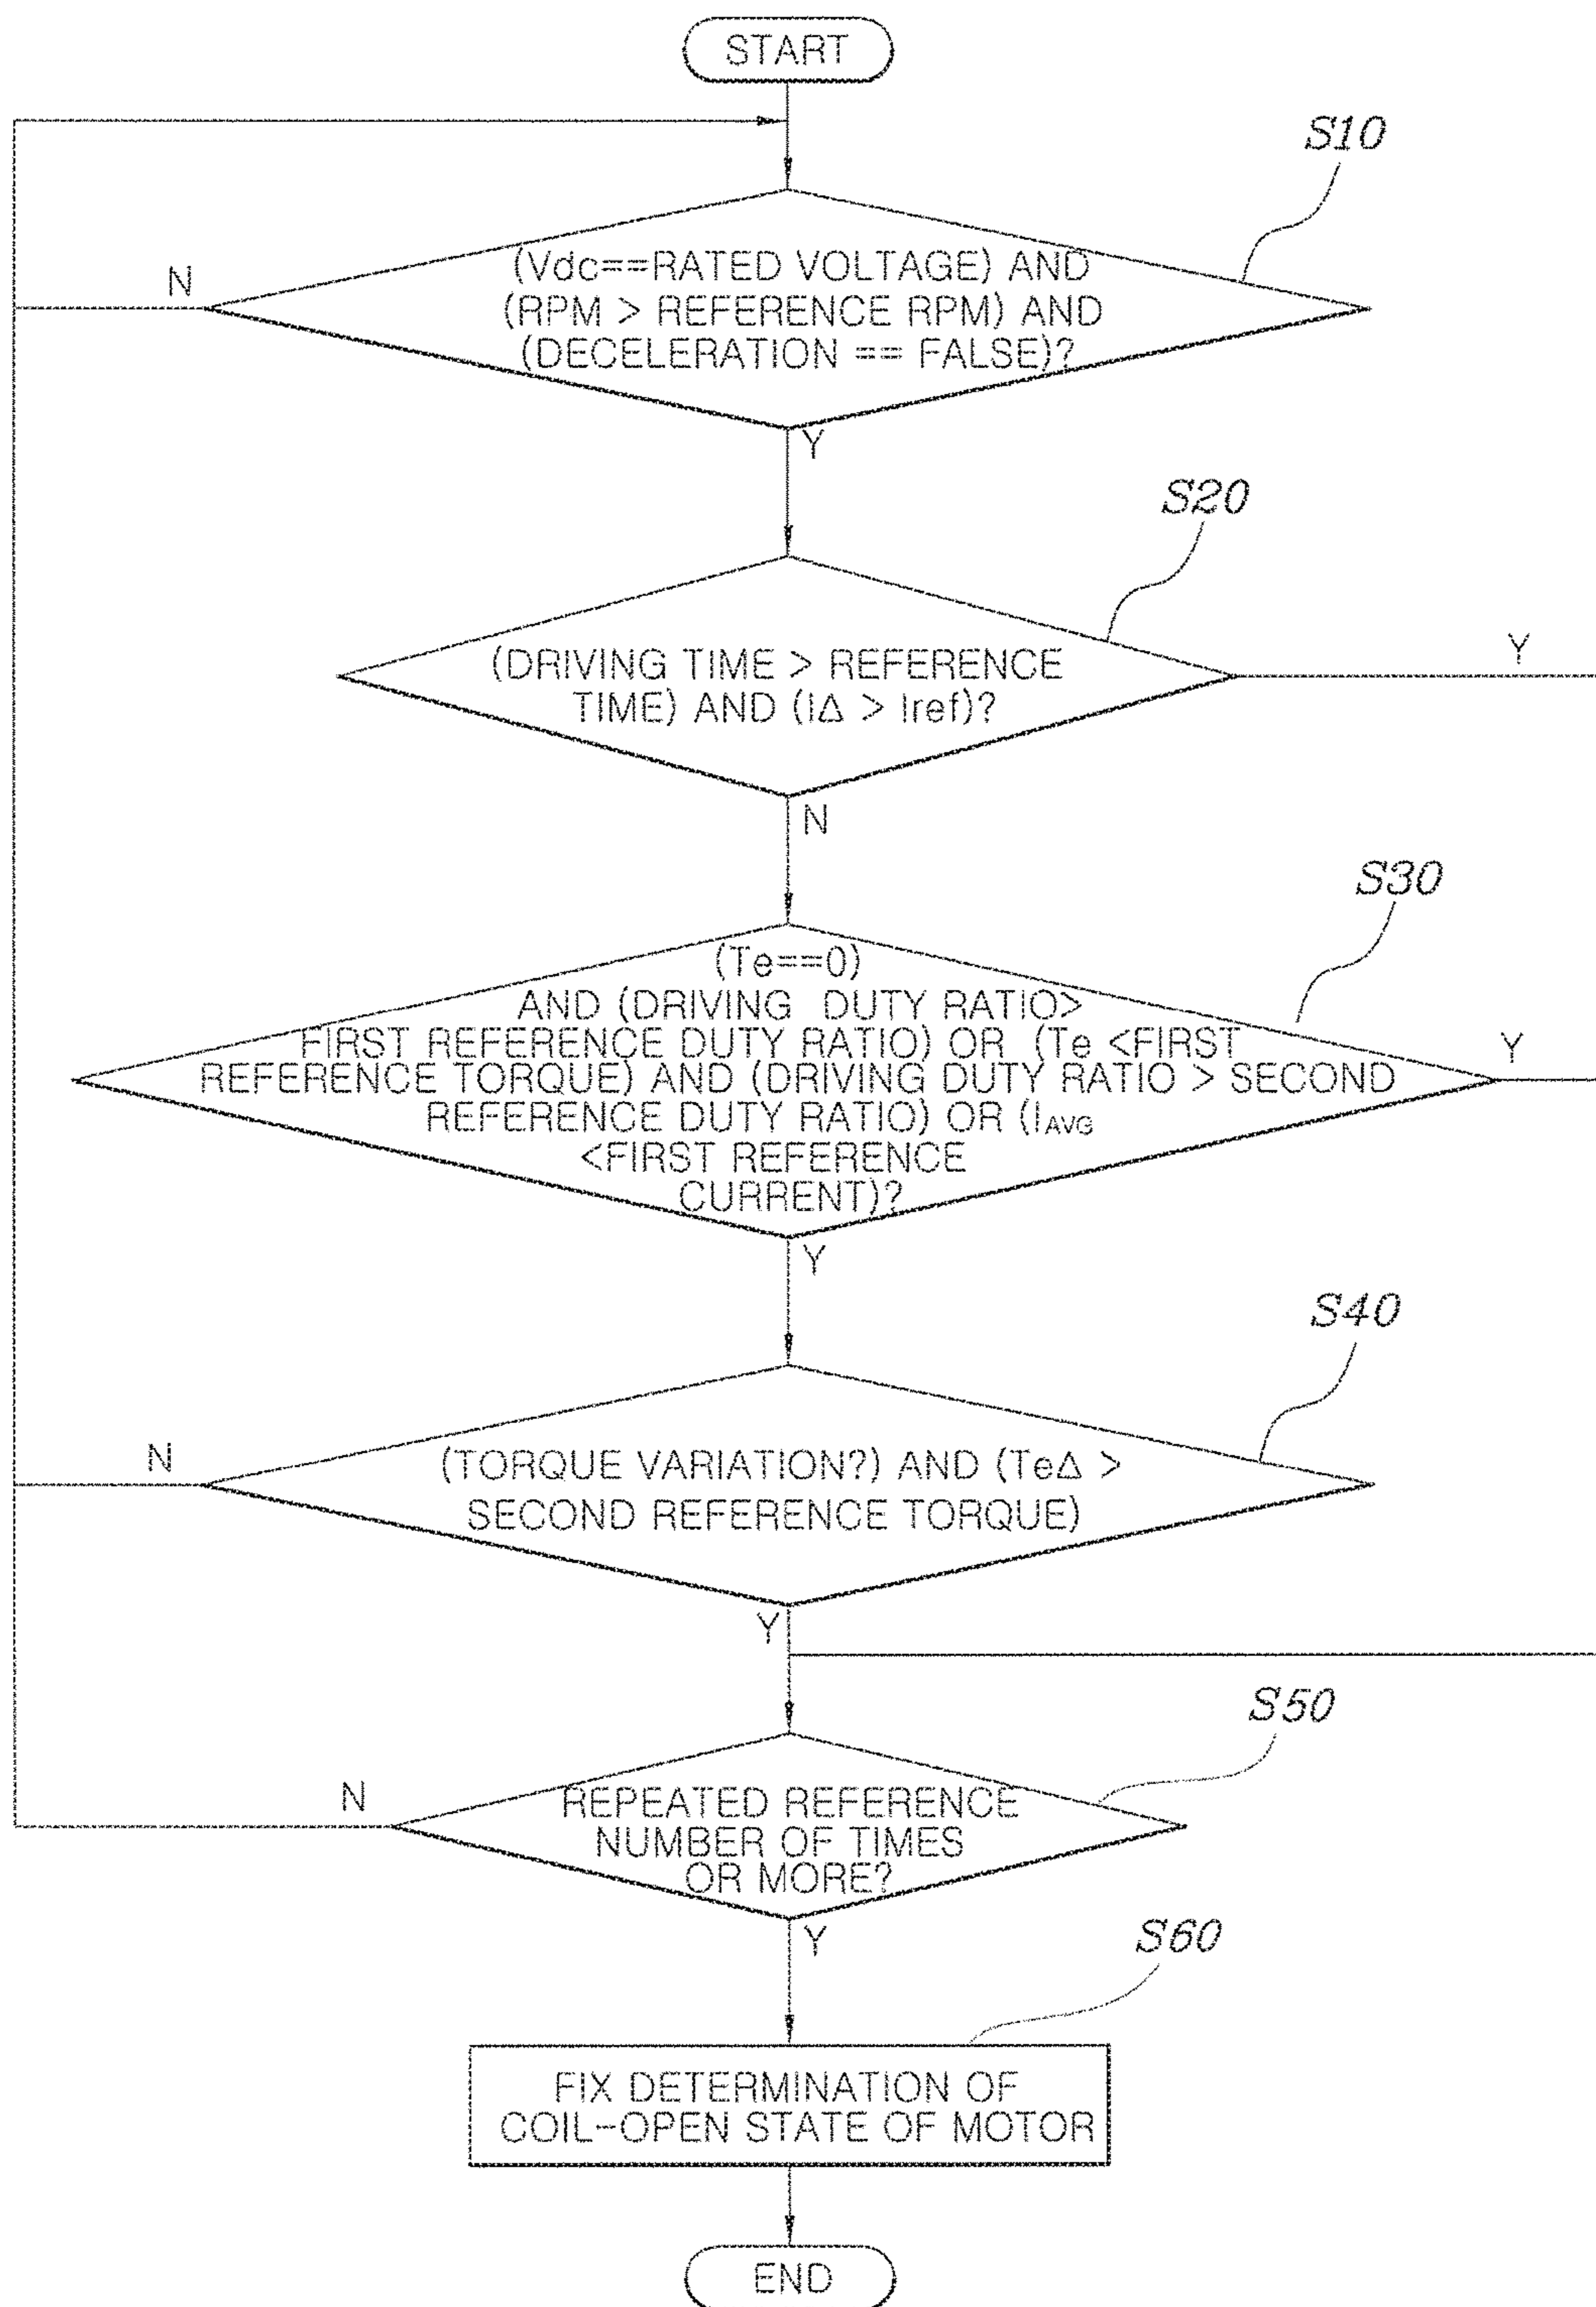 START
S10
N
(Vdc==RATED VOLTAGE) AND
(RPM > REFERENCE RPM) AND
(DECELERATION == FALSE)?
Y
S20
Y
(DRIVING TIME > REFERENCE
TIME) AND (I∆ > Iref)?
N
S30
(Te==0)
AND (DRIVING DUTY RATIO>
FIRST REFERENCE DUTY RATIO) OR (Te <FIRST
Y
REFERENCE TORQUE) AND (DRIVING DUTY RATIO > SECOND
REFERENCE DUTY RATIO) OR (IAVG
<FIRST REFERENCE
CURRENT)?
Y
S40
N
(TORQUE VARIATION?) AND (Te∆ >
SECOND REFERENCE TORQUE)
Y
S50
N
REPEATED REFERENCE
NUMBER OF TIMES
OR MORE?
Y
S60
FIX DETERMINATION OF
COIL-OPEN STATE OF MOTOR
END